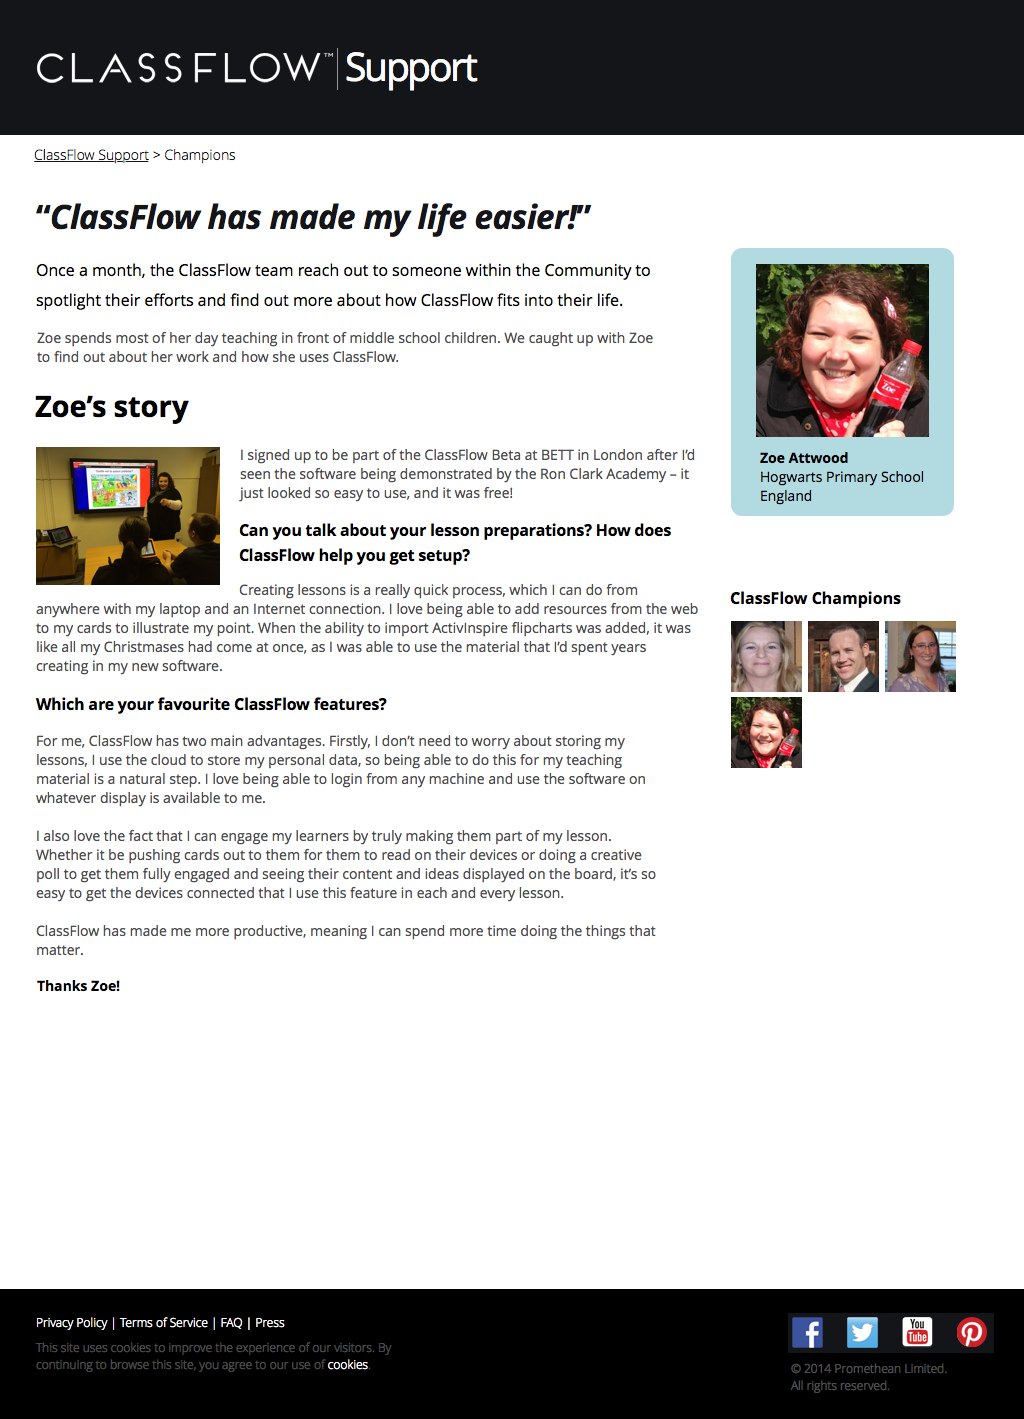 CLASSFLOW™ Support
ClassFlow Support > Champions
“ClassFlow has made my life easier!”
Once a month, the ClassFlow team reach out to someone within the Community to
spotlight their efforts and find out more about how ClassFlow fits into their life.
Zoe spends most of her day teaching in front of middle school children. We caught up with Zoe
to find out about her work and how she uses ClassFlow.
Zoe’s story
I signed up to be part of the ClassFlow Beta at BETT in London after I’d
seen the software being demonstrated by the Ron Clark Academy – it
just looked so easy to use, and it was free!
Can you talk about your lesson preparations? How does
ClassFlow help you get setup?
Creating lessons is a really quick process, which I can do from
anywhere with my laptop and an Internet connection. I love being able to add resources from the web
to my cards to illustrate my point. When the ability to import ActivInspire flipcharts was added, it was
like all my Christmases had come at once, as I was able to use the material that I’d spent years
creating in my new software.
Which are your favourite ClassFlow features?
For me, ClassFlow has two main advantages. Firstly, I don’t need to worry about storing my
lessons, I use the cloud to store my personal data, so being able to do this for my teaching
material is a natural step. I love being able to login from any machine and use the software on
whatever display is available to me.
I also love the fact that I can engage my learners by truly making them part of my lesson.
Whether it be pushing cards out to them for them to read on their devices or doing a creative
poll to get them fully engaged and seeing their content and ideas displayed on the board, it’s so
easy to get the devices connected that I use this feature in each and every lesson.
ClassFlow has made me more productive, meaning I can spend more time doing the things that
matter.
Thanks Zoe!
Zoe
Zoe Attwood
Hogwarts Primary School
England
ClassFlow Champions
Privacy Policy | Terms of Service | FAQ | Press
This site uses cookies to improve the experience of our visitors. By
continuing to browse this site, you agree to our use of cookies.
You
Tube
© 2014 Promethean Limited.
All rights reserved.